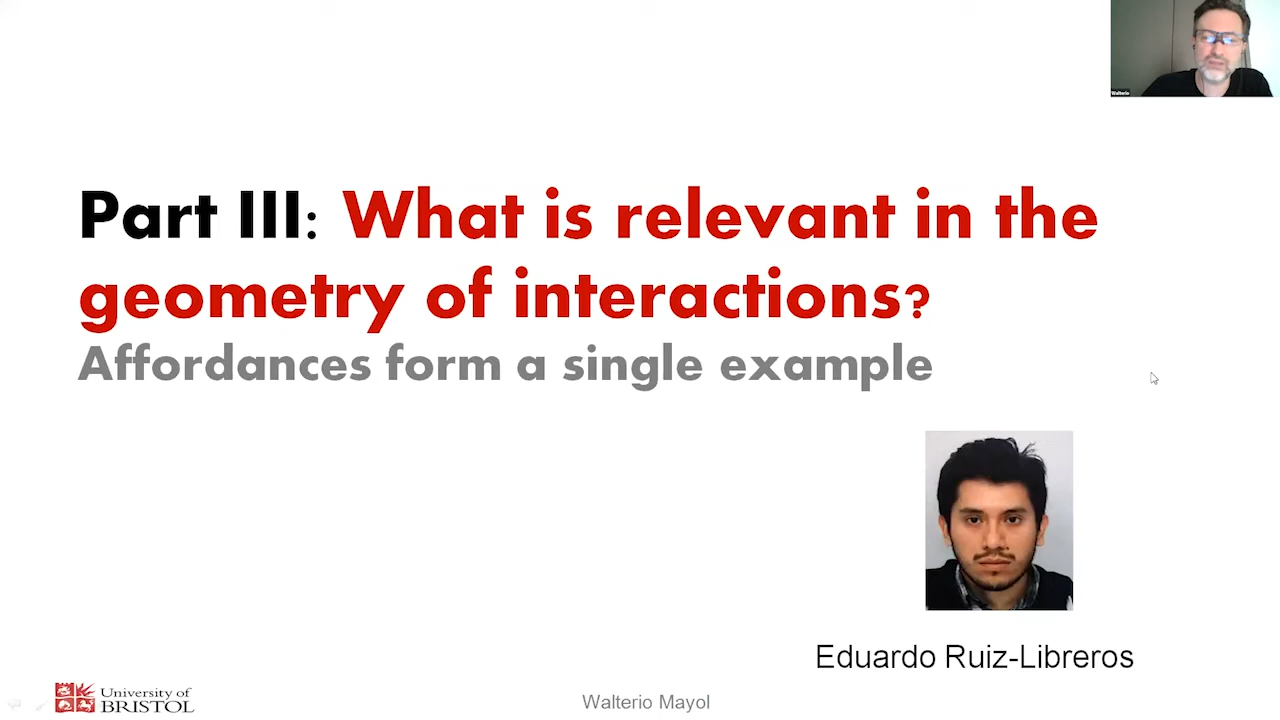 Walterio
Part III: What is relevant in the
geometry of interactions?
Affordances form a single example
Eduardo Ruiz-Libreros
University of
BRISTOL
Walterio Mayol